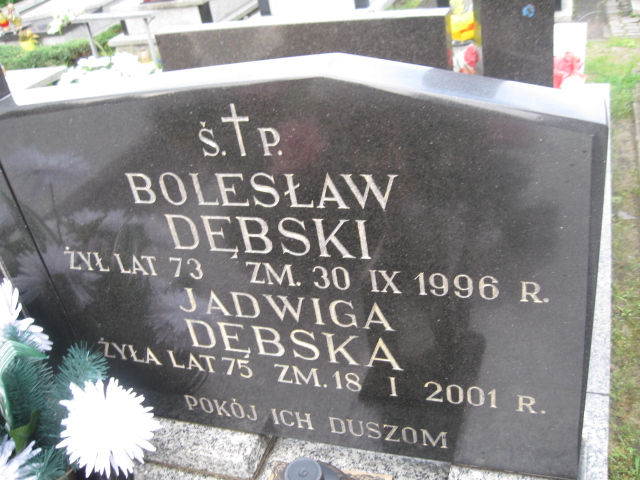 Ś.P.
BOLESŁAW
DĘBSKI
ŻYŁ LAT 73 ZM. 30 IX 1996 R.
JADWIGA
DĘBSKA
ŻYŁA LAT 75 ZM. 18 I 2001 R.
POKÓJ ICH DUSZOM